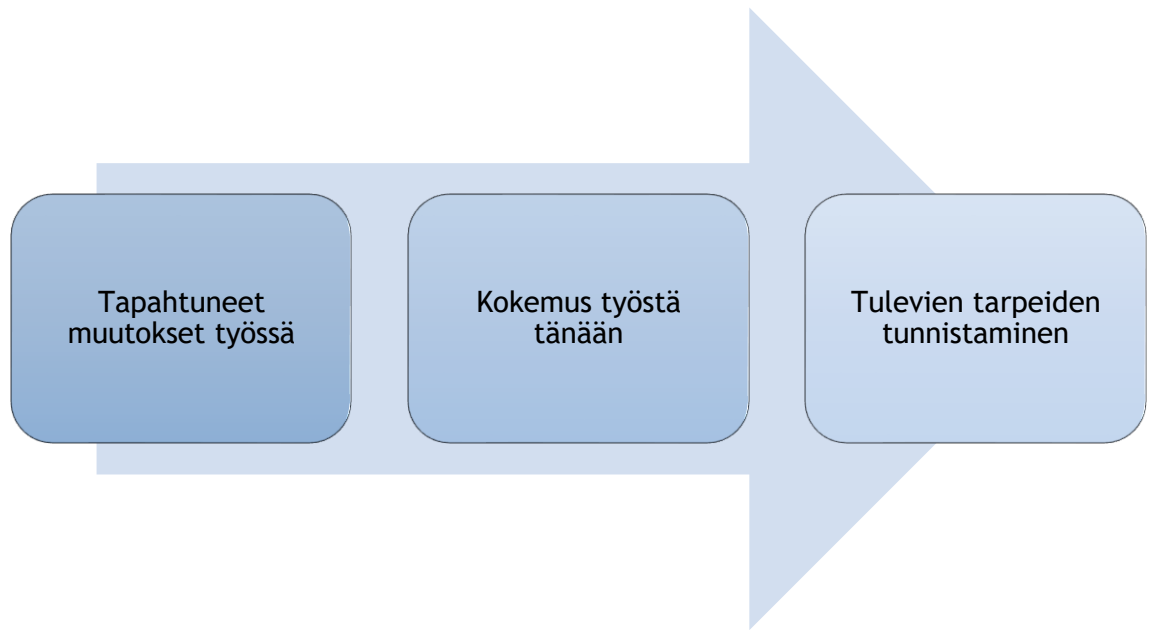 Tapahtuneet
muutokset työssä
Kokemus työstä
tänään
Tulevien tarpeiden
tunnistaminen